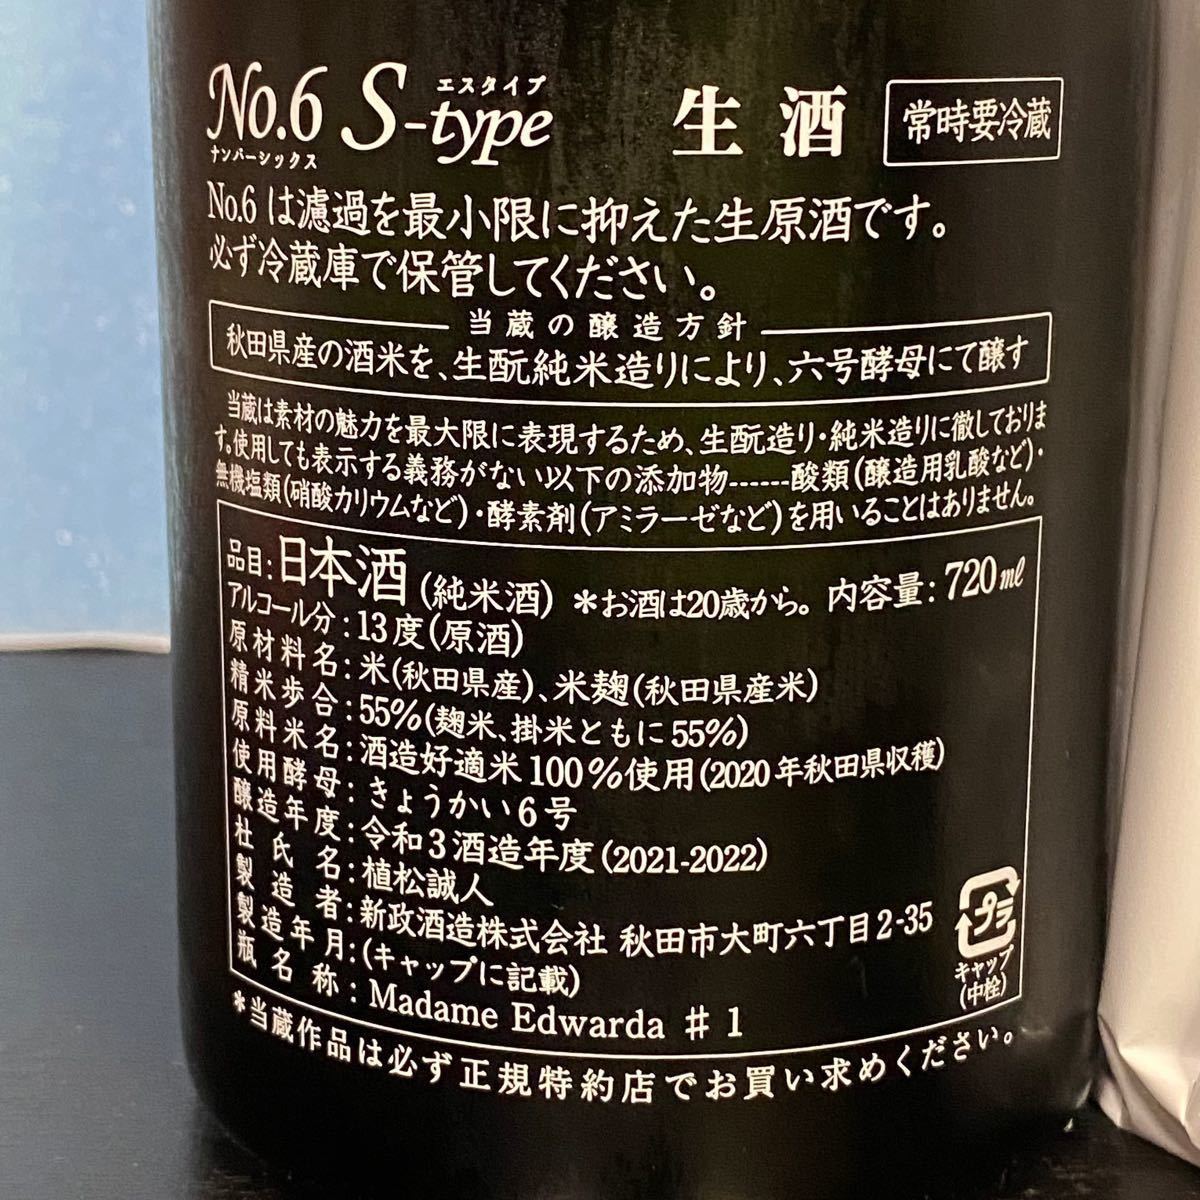 No.6 S-type 生酒 常時要冷蔵
ナンバーシックス エスタイプ
No.6 は濾過を最小限に抑えた生原酒です。
必ず冷蔵庫で保管してください。
当蔵の醸造方針
秋田県産の酒米を、生酛純米造りにより、六号酵母にて醸す
当蔵は素材の魅力を最大限に表現するため、生酛造り・純米造りに徹しておりま
す。使用しても表示する義務がない以下の添加物------酸類(醸造用乳酸など)・
無機塩類(硝酸カリウムなど)・酵素剤(アミラーゼなど)を用いることはありません。
品目:日本酒(純米酒) *お酒は20歳から。 内容量:720ml
アルコール分:13度(原酒)
原材料名:米(秋田県産)、米麹(秋田県産米)
精米歩合:55%(麹米、掛米ともに55%)
原料米名:酒造好適米100%使用(2020年秋田県収穫)
使用酵母:きょうかい6号
醸造年度:令和3酒造年度(2021-2022)
杜氏名:植松誠人
製造者:新政酒造株式会社 秋田市大町六丁目2-35
製造年月:(キャップに記載)
瓶名称:Madame Edwarda #1
プラ
キャップ
(中栓)
*当蔵作品は必ず正規特約店でお買い求めください。